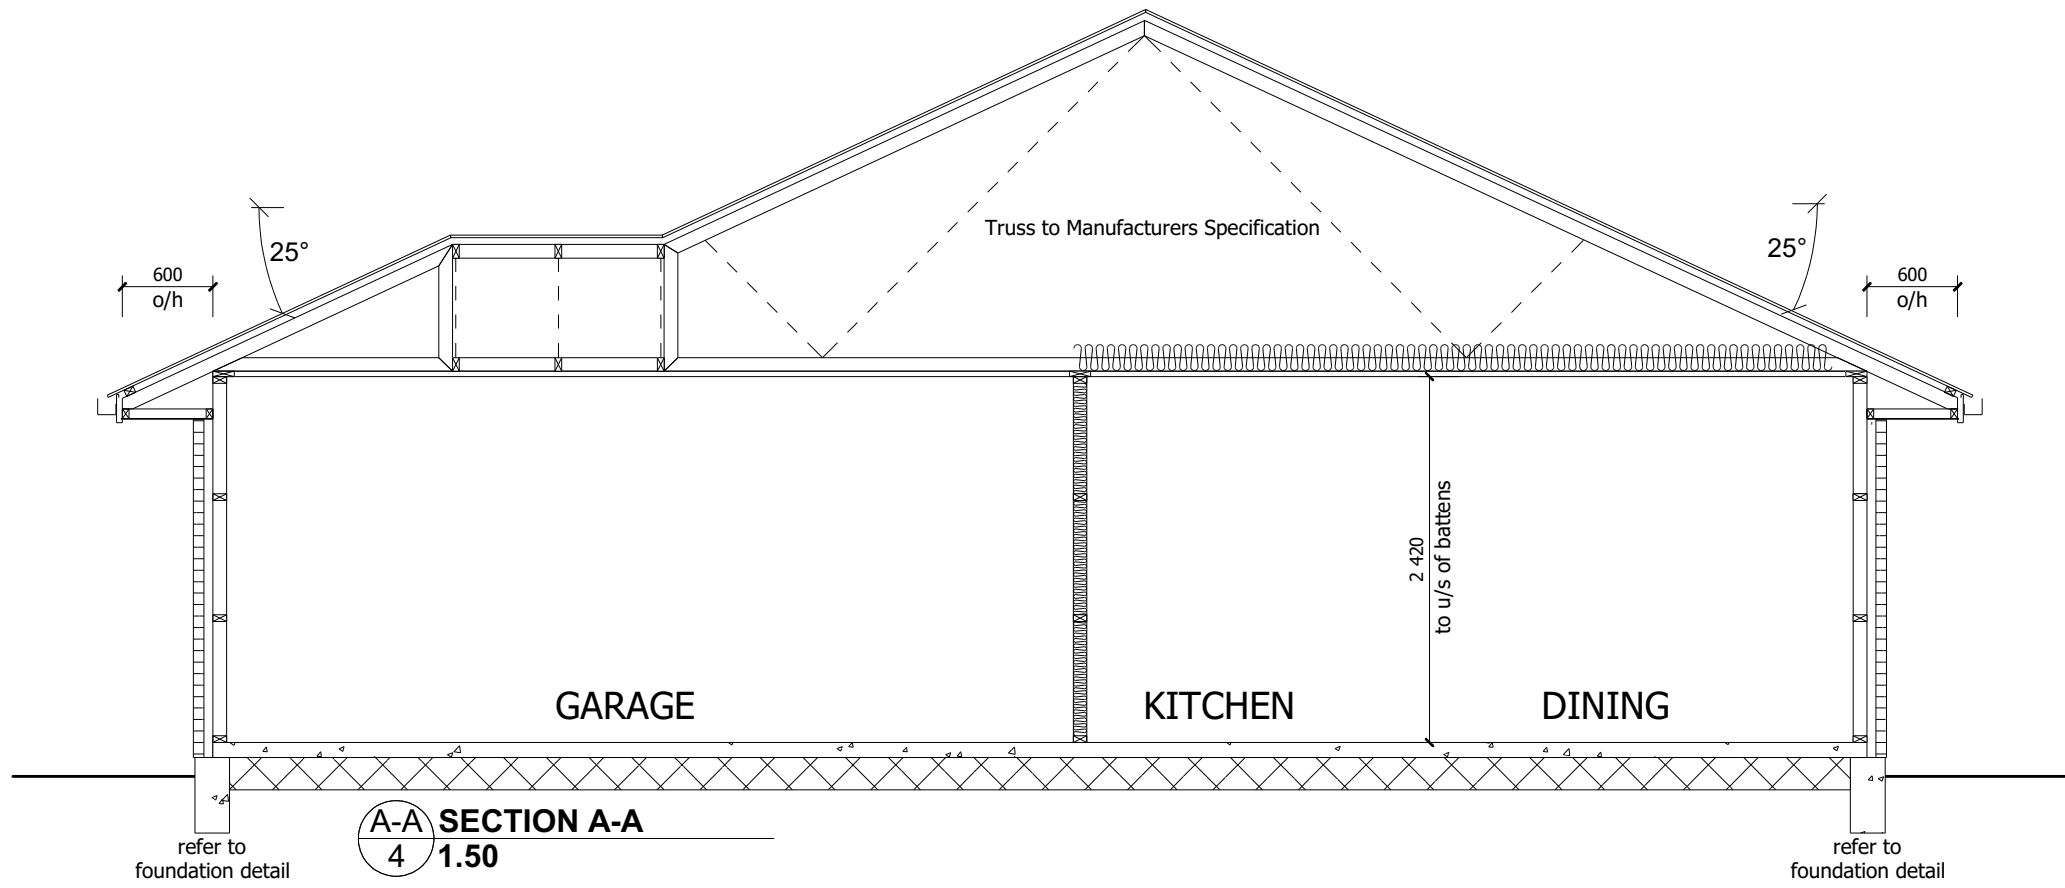 Truss to Manufacturers Specification
25°
25°
600
o/h
600
o/h
2 420
to u/s of battens
GARAGE
KITCHEN
DINING
A-A
4
SECTION A-A
1.50
refer to
foundation detail
refer to
foundation detail